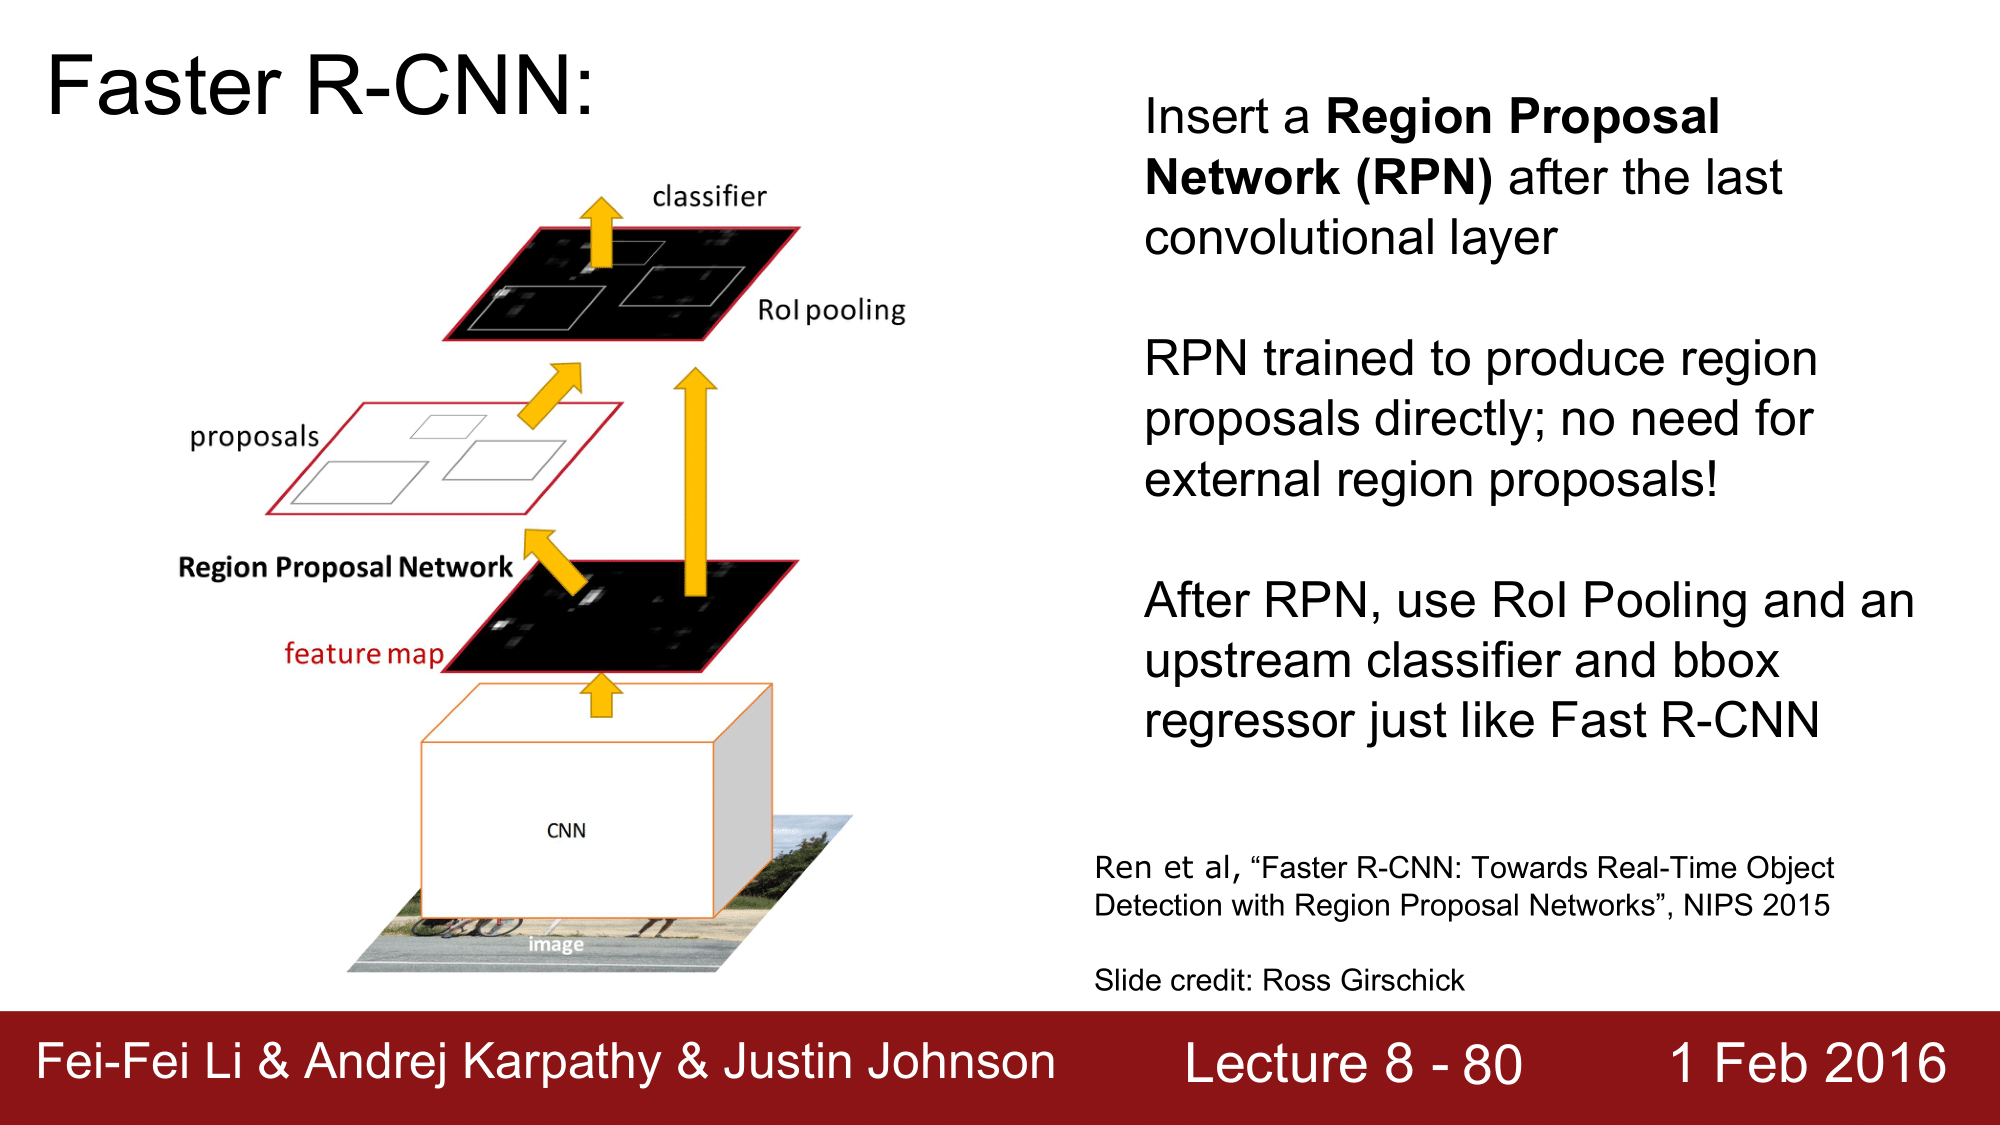 Faster R-CNN:
classifier
RoI pooling
proposals
Region Proposal Network
feature map
CNN
image
Insert a Region Proposal
Network (RPN) after the last
convolutional layer
RPN trained to produce region
proposals directly; no need for
external region proposals!
After RPN, use RoI Pooling and an
upstream classifier and bbox
regressor just like Fast R-CNN
Ren et al, “Faster R-CNN: Towards Real-Time Object
Detection with Region Proposal Networks”, NIPS 2015
Slide credit: Ross Girschick
Fei-Fei Li & Andrej Karpathy & Justin Johnson
Lecture 8 - 80
1 Feb 2016